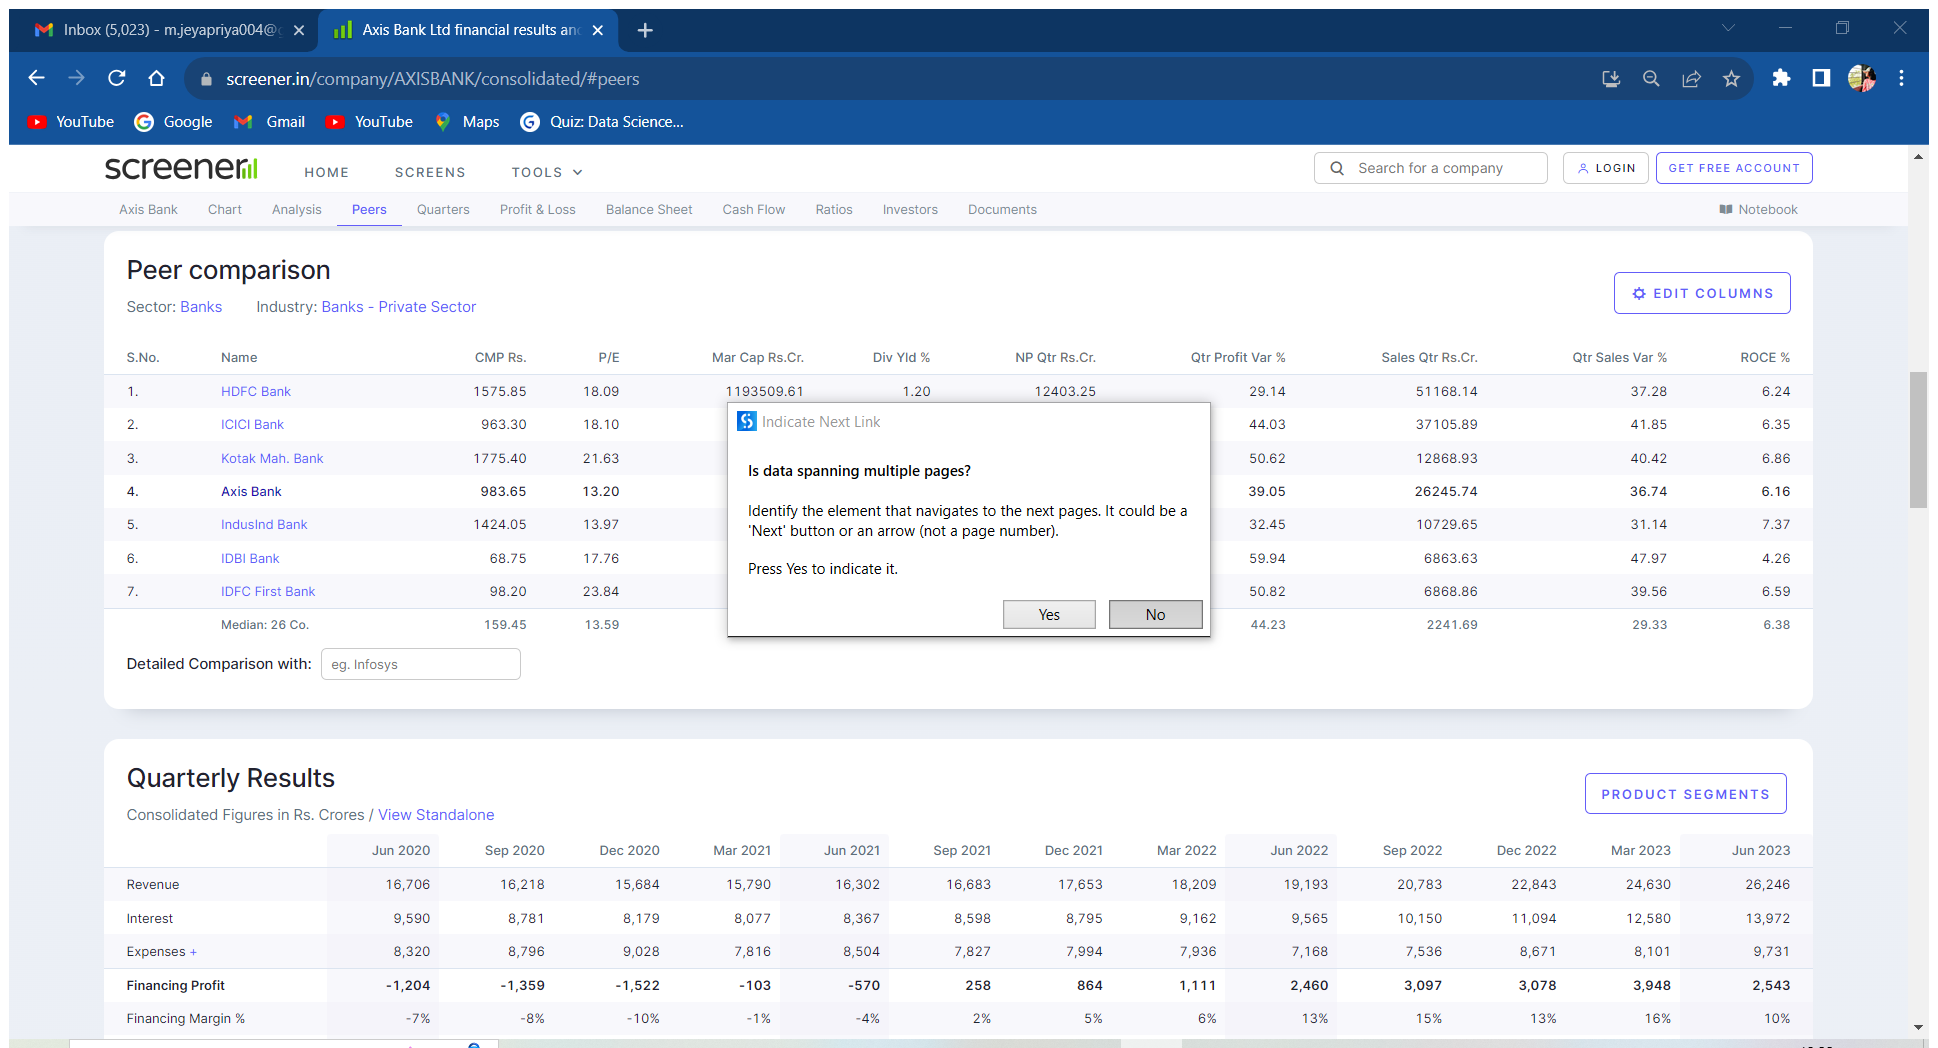 Inbox (5,023) - m.jeyapriya004@g
Axis Bank Ltd financial results and
screener.in/company/AXISBANK/consolidated/#peers
YouTube Google Gmail YouTube Maps Quiz: Data Science...
screener HOME SCREENS TOOLS Search for a company LOGIN GET FREE ACCOUNT
Axis Bank Chart Analysis Peers Quarters Profit & Loss Balance Sheet Cash Flow Ratios Investors Documents Notebook
Peer comparison
Sector: Banks Industry: Banks - Private Sector
EDIT COLUMNS
S.No. Name CMP Rs. P/E Mar Cap Rs.Cr. Div Yld % NP Qtr Rs.Cr. Qtr Profit Var % Sales Qtr Rs.Cr. Qtr Sales Var % ROCE %
1. HDFC Bank 1575.85 18.09 1193509.61 1.20 12403.25 29.14 51168.14 37.28 6.24
2. ICICI Bank 963.30 18.10 44.03 37105.89 41.85 6.35
3. Kotak Mah. Bank 1775.40 21.63 50.62 12868.93 40.42 6.86
4. Axis Bank 983.65 13.20 39.05 26245.74 36.74 6.16
5. IndusInd Bank 1424.05 13.97 32.45 10729.65 31.14 7.37
6. IDBI Bank 68.75 17.76 59.94 6863.63 47.97 4.26
7. IDFC First Bank 98.20 23.84 50.82 6868.86 39.56 6.59
Median: 26 Co. 159.45 13.59 44.23 2241.69 29.33 6.38
Indicate Next Link
Is data spanning multiple pages?
Identify the element that navigates to the next pages. It could be a
'Next' button or an arrow (not a page number).
Press Yes to indicate it.
Yes No
Detailed Comparison with: eg. Infosys
Quarterly Results
Consolidated Figures in Rs. Crores / View Standalone
PRODUCT SEGMENTS
Jun 2020 Sep 2020 Dec 2020 Mar 2021 Jun 2021 Sep 2021 Dec 2021 Mar 2022 Jun 2022 Sep 2022 Dec 2022 Mar 2023 Jun 2023
Revenue 16,706 16,218 15,684 15,790 16,302 16,683 17,653 18,209 19,193 20,783 22,843 24,630 26,246
Interest 9,590 8,781 8,179 8,077 8,367 8,598 8,795 9,162 9,565 10,150 11,094 12,580 13,972
Expenses + 8,320 8,796 9,028 7,816 8,504 7,827 7,994 7,936 7,168 7,536 8,671 8,101 9,731
Financing Profit -1,204 -1,359 -1,522 -103 -570 258 864 1,111 2,460 3,097 3,078 3,948 2,543
Financing Margin % -7% -8% -10% -1% -4% 2% 5% 6% 13% 15% 13% 16% 10%